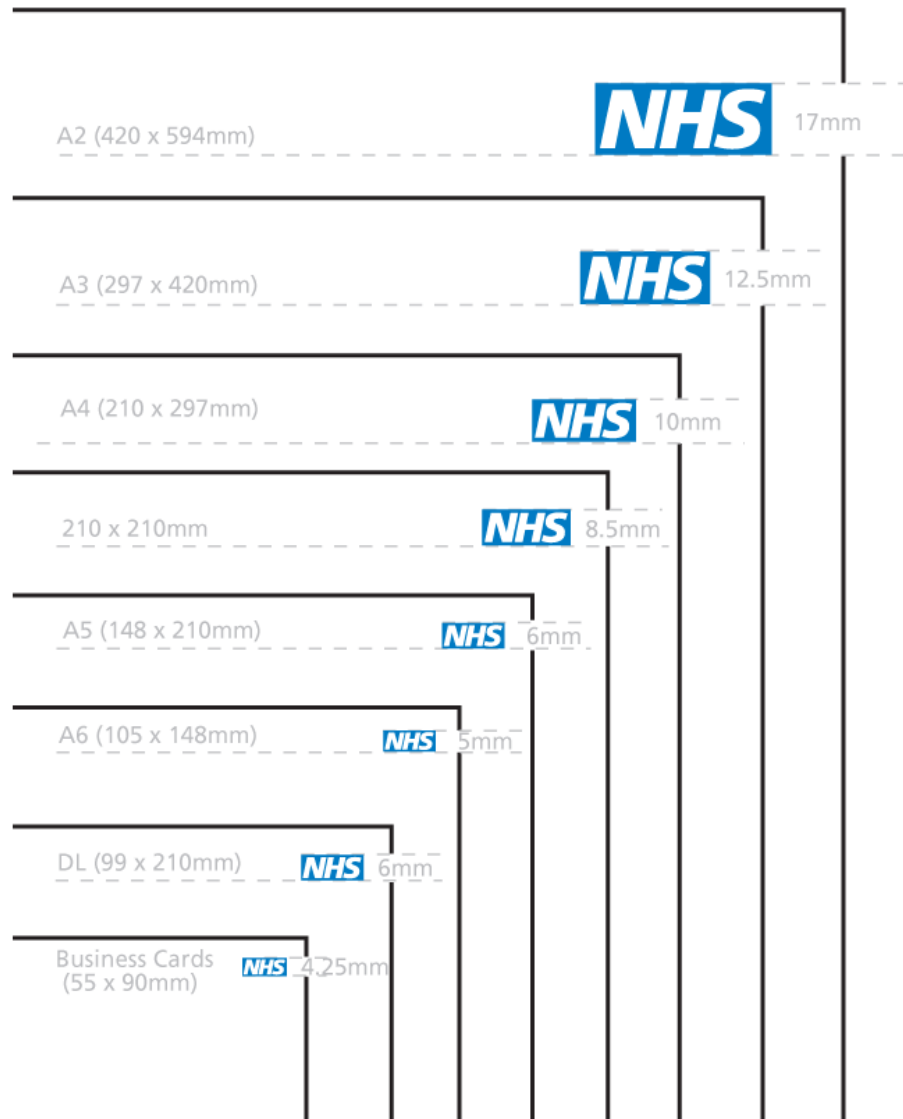 NHS
17mm
A2 (420 x 594mm)
NHS
12.5mm
A3 (297 x 420mm)
NHS
10mm
A4 (210 x 297mm)
NHS
8.5mm
210 x 210mm
NHS
6mm
A5 (148 x 210mm)
NHS
5mm
A6 (105 x 148mm)
NHS
6mm
DL (99 x 210mm)
NHS
4.25mm
Business Cards
(55 x 90mm)